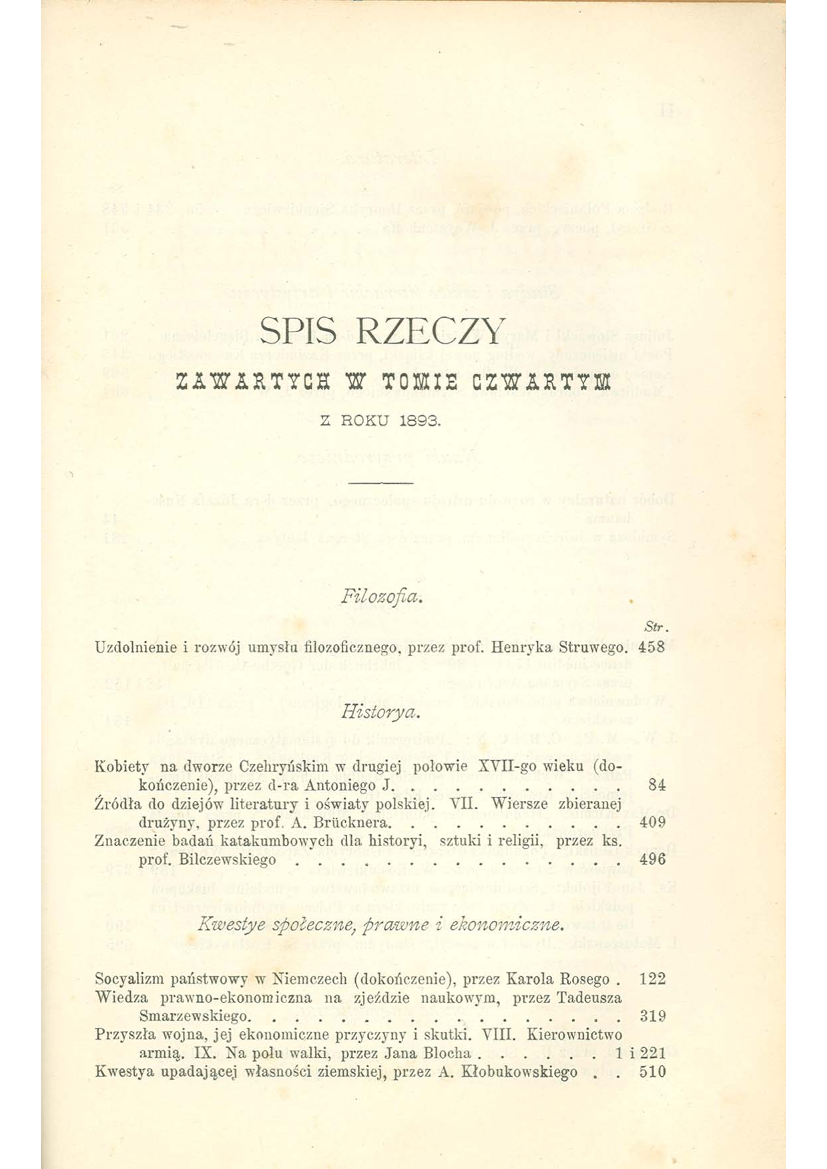 SPIS RZECZY
ZAWARTYCH W TOMIE CZWARTYM
Z ROKU 1893.
Filozofia.
Str.
Uzdolnienie i rozwój umysłu filozoficznego, przez prof. Henryka Struwego. 458
Historya.
Kobiety na dworze Czehryńskim w drugiej połowie XVII-go wieku (do-
kończenie), przez d-ra Antoniego J. . . . . . . . . . . . 84
Źródła do dziejów literatury i oświaty polskiej. VII. Wiersze zbieranej
drużyny, przez prof. A. Brücknera. . . . . . . . . . . 409
Znaczenie badań katakumbowych dla historyi, sztuki i religii, przez ks.
prof. Bilczewskiego . . . . . . . . . . . . . . . 496
Kwestye społeczne, prawne i ekonomiczne.
Socyalizm państwowy w Niemczech (dokończenie), przez Karola Rosego . 122
Wiedza prawno-ekonomiczna na zjeździe naukowym, przez Tadeusza
Smarzewskiego. . . . . . . . . . . . . . . . . . 319
Przyszła wojna, jej ekonomiczne przyczyny i skutki. VIII. Kierownictwo
armią. IX. Na polu walki, przez Jana Blocha . . . . . . 1 i 221
Kwestya upadającej własności ziemskiej, przez A. Kłobukowskiego . . 510